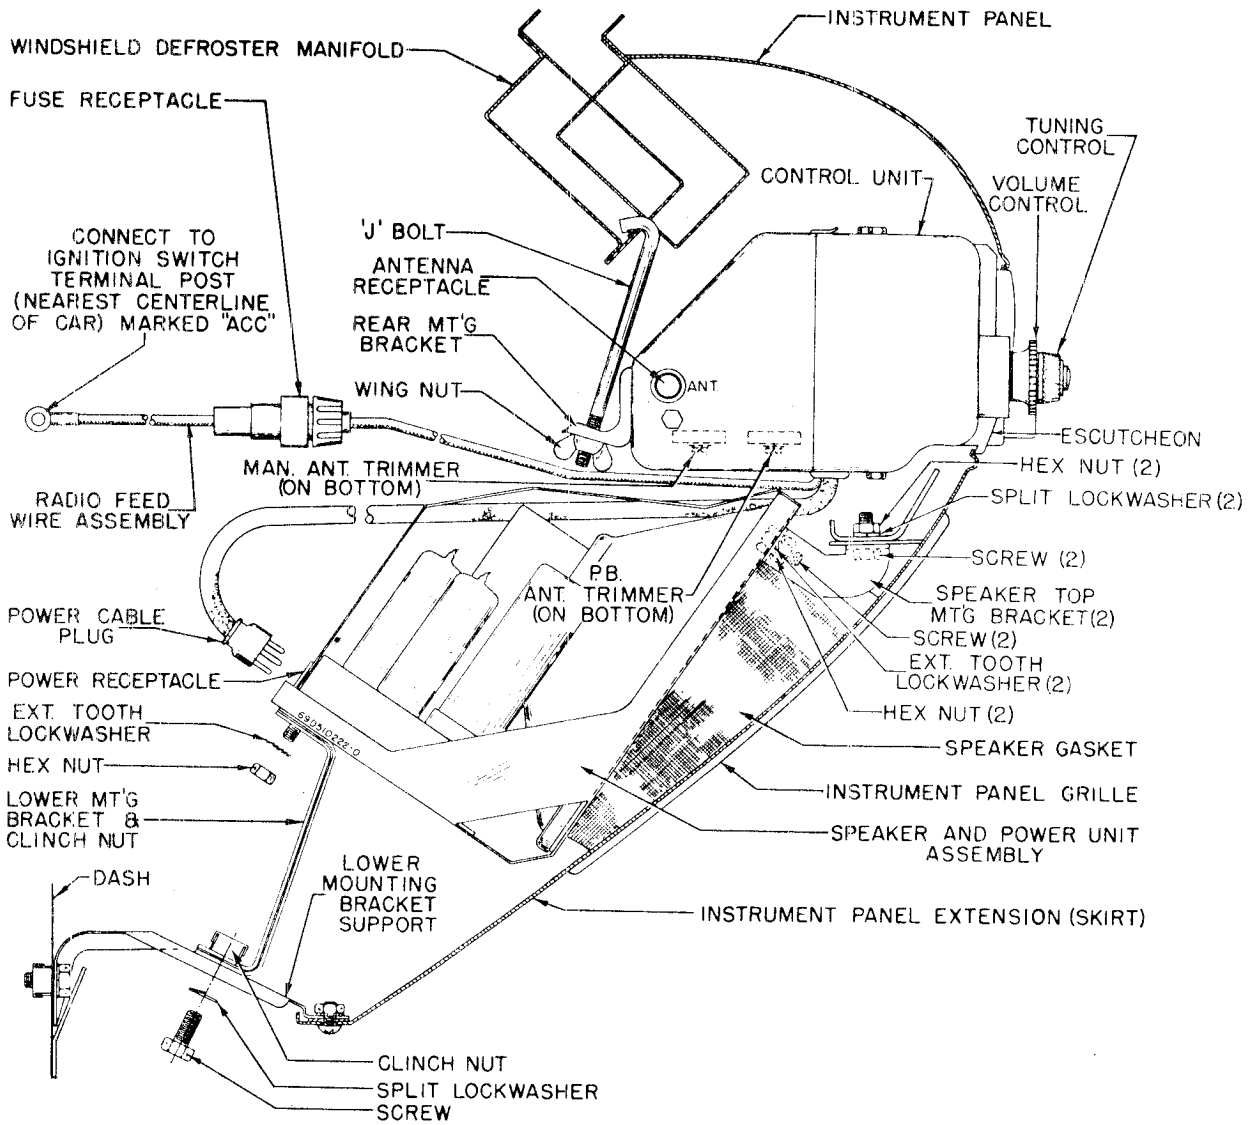 INSTRUMENT PANEL
WINDSHIELD DEFROSTER MANIFOLD
FUSE RECEPTACLE
TUNING
CONTROL
CONTROL UNIT
VOLUME
CONTROL
CONNECT TO
IGNITION SWITCH
TERMINAL POST
(NEAREST CENTERLINE
OF CAR) MARKED "ACC"
'J' BOLT
ANTENNA
RECEPTACLE
REAR MT'G
BRACKET
WING NUT
ANT.
ESCUTCHEON
HEX NUT (2)
SPLIT LOCKWASHER (2)
MAN. ANT. TRIMMER
(ON BOTTOM)
RADIO FEED
WIRE ASSEMBLY
SCREW (2)
P.B.
ANT. TRIMMER
(ON BOTTOM)
SPEAKER TOP
MT'G BRACKET (2)
SCREW (2)
EXT. TOOTH
LOCKWASHER (2)
HEX NUT (2)
POWER CABLE
PLUG
POWER RECEPTACLE
EXT. TOOTH
LOCKWASHER
HEX NUT
LOWER MT'G
BRACKET &
CLINCH NUT
SPEAKER GASKET
INSTRUMENT PANEL GRILLE
SPEAKER AND POWER UNIT
ASSEMBLY
DASH
LOWER
MOUNTING
BRACKET
SUPPORT
INSTRUMENT PANEL EXTENSION (SKIRT)
CLINCH NUT
SPLIT LOCKWASHER
SCREW